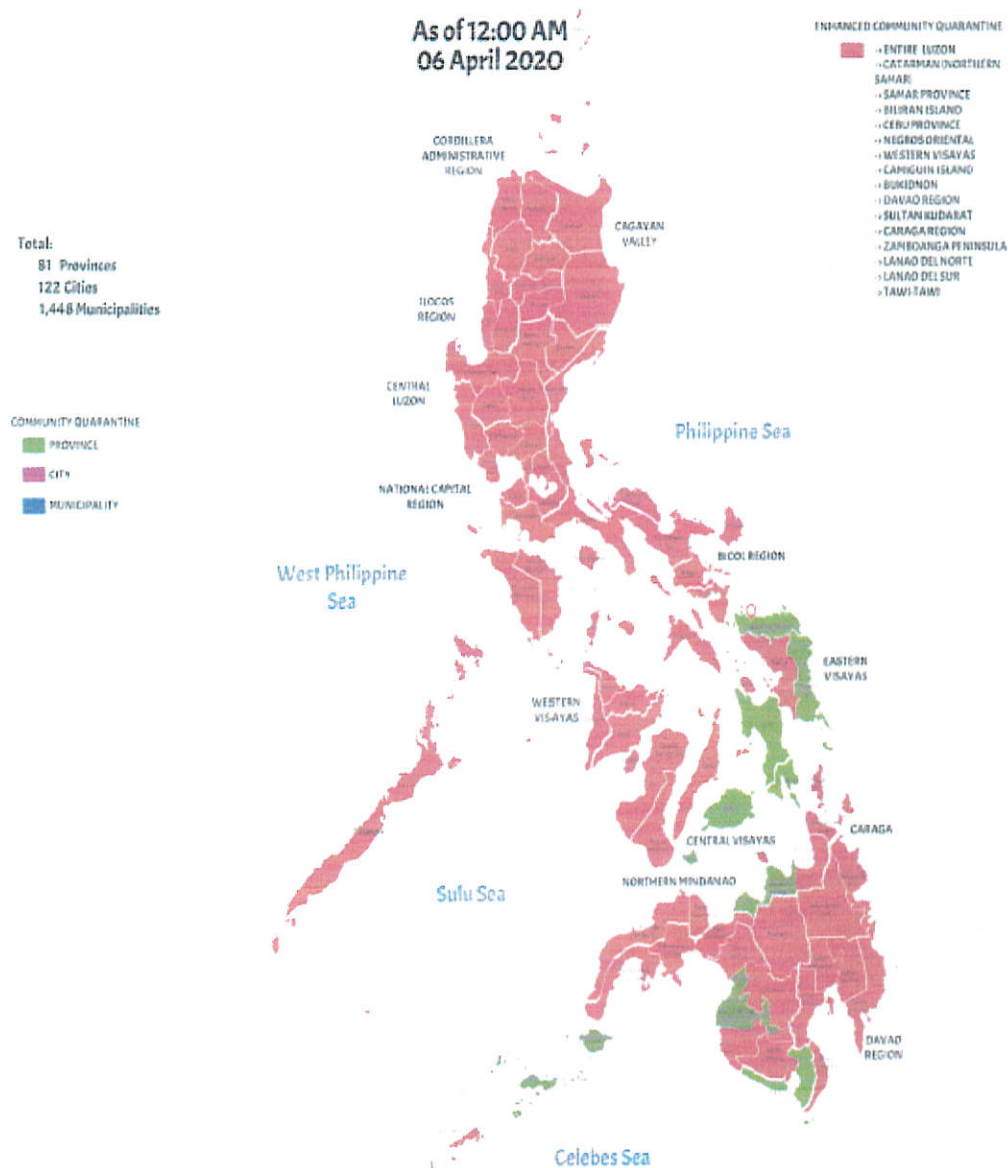 As of 12:00 AM
06 April 2020
ENHANCED COMMUNITY QUARANTINE
-> ENTIRE LUZON
-> CATARMAN (NORTHERN
SAMAR)
-> SAMAR PROVINCE
-> BILIRAN ISLAND
-> CEBU PROVINCE
-> NEGROS ORIENTAL
-> WESTERN VISAYAS
-> CAMIGUIN ISLAND
-> BUKIDNON
-> DAVAO REGION
-> SULTAN KUDARAT
-> CARAGA REGION
-> ZAMBOANGA PENINSULA
-> LANAO DEL NORTE
-> LANAO DEL SUR
-> TAWI-TAWI
CORDILLERA
ADMINISTRATIVE
REGION
CAGAYAN
VALLEY
Total:
81 Provinces
122 Cities
1,448 Municipalities
ILOCOS
REGION
CENTRAL
LUZON
COMMUNITY QUARANTINE
PROVINCE
CITY
MUNICIPALITY
Philippine Sea
NATIONAL CAPITAL
REGION
BICOL REGION
West Philippine
Sea
EASTERN
VISAYAS
WESTERN
VISAYAS
CARAGA
CENTRAL VISAYAS
NORTHERN MINDANAO
Sulu Sea
DAVAO
REGION
Celebes Sea